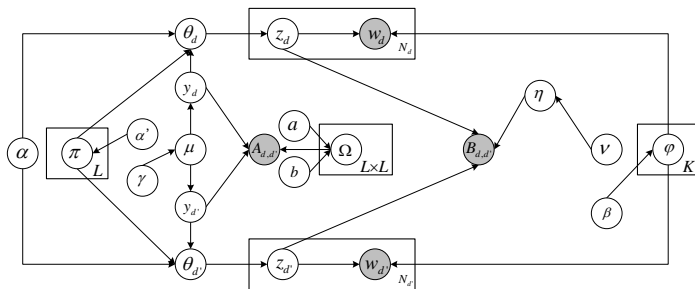 θ_d z_d w_d
N_d
y_d η
a
α α' π L μ A_{d,d'} Ω L×L B_{d,d'} ν φ K
γ b
y_{d'} β
θ_{d'} z_{d'} w_{d'}
N_{d'}